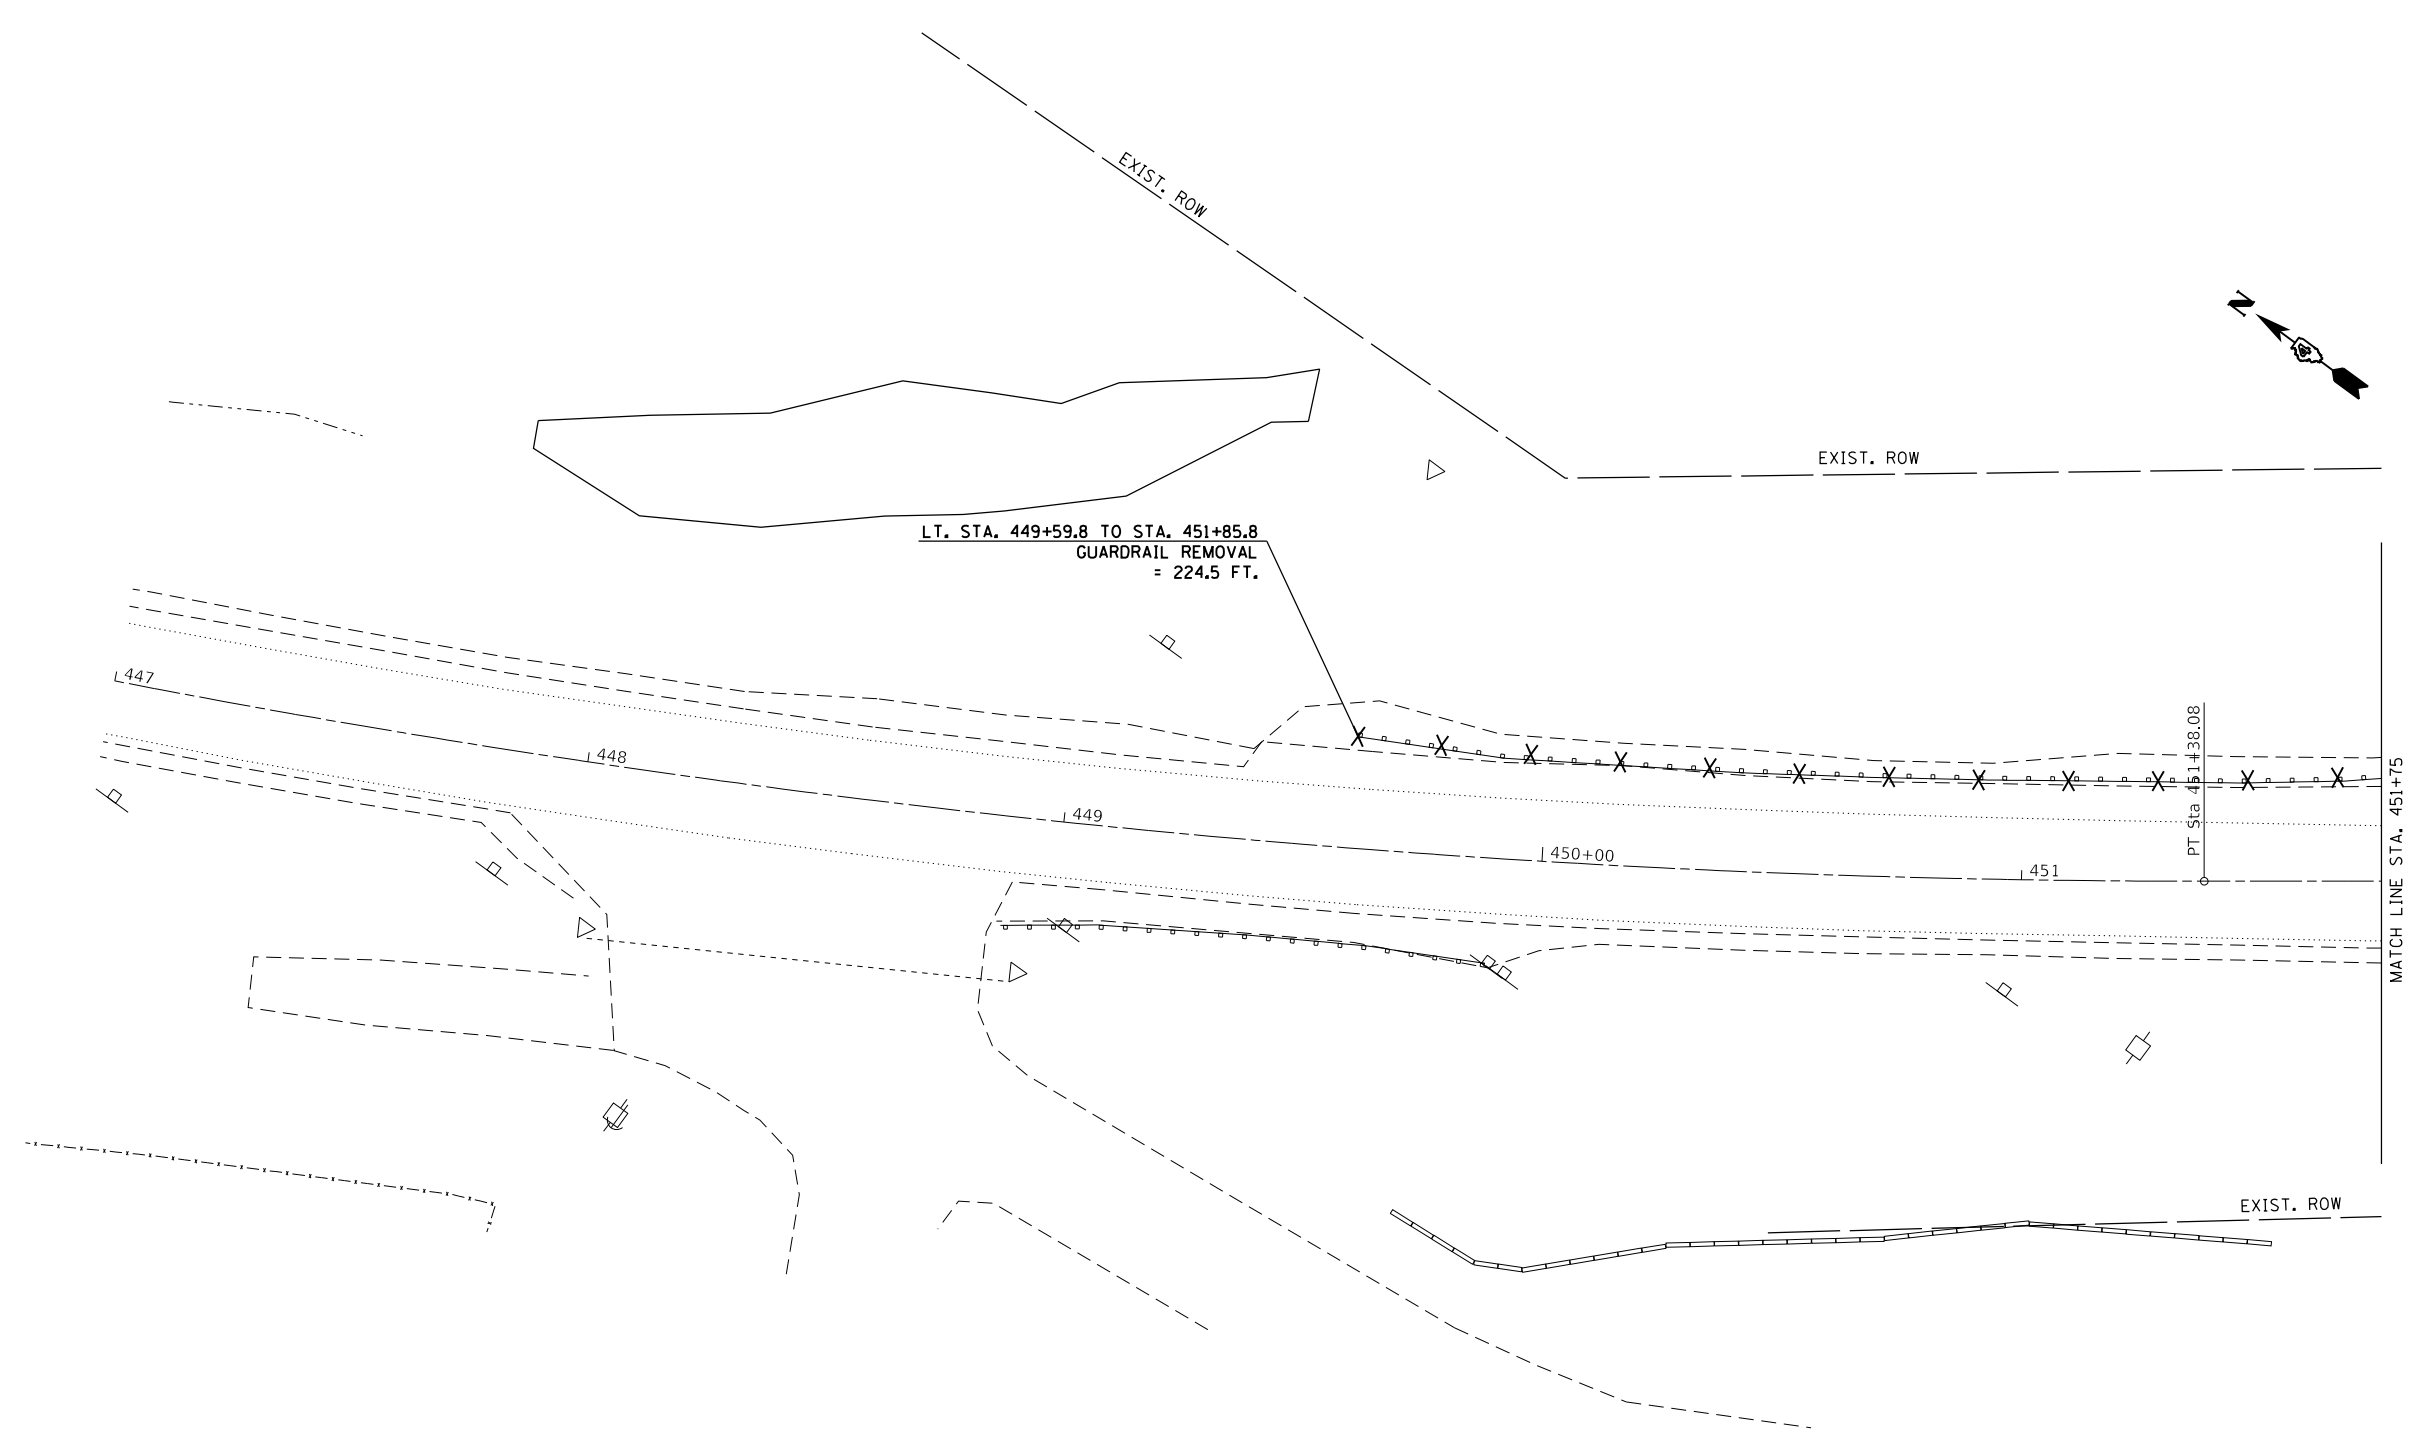 EXIST. ROW
N
4
EXIST. ROW
LT. STA. 449+59.8 TO STA. 451+85.8
GUARDRAIL REMOVAL
= 224.5 FT.
447
448
449
450+00
451
PT Sta 451+38.08
MATCH LINE STA. 451+75
EXIST. ROW